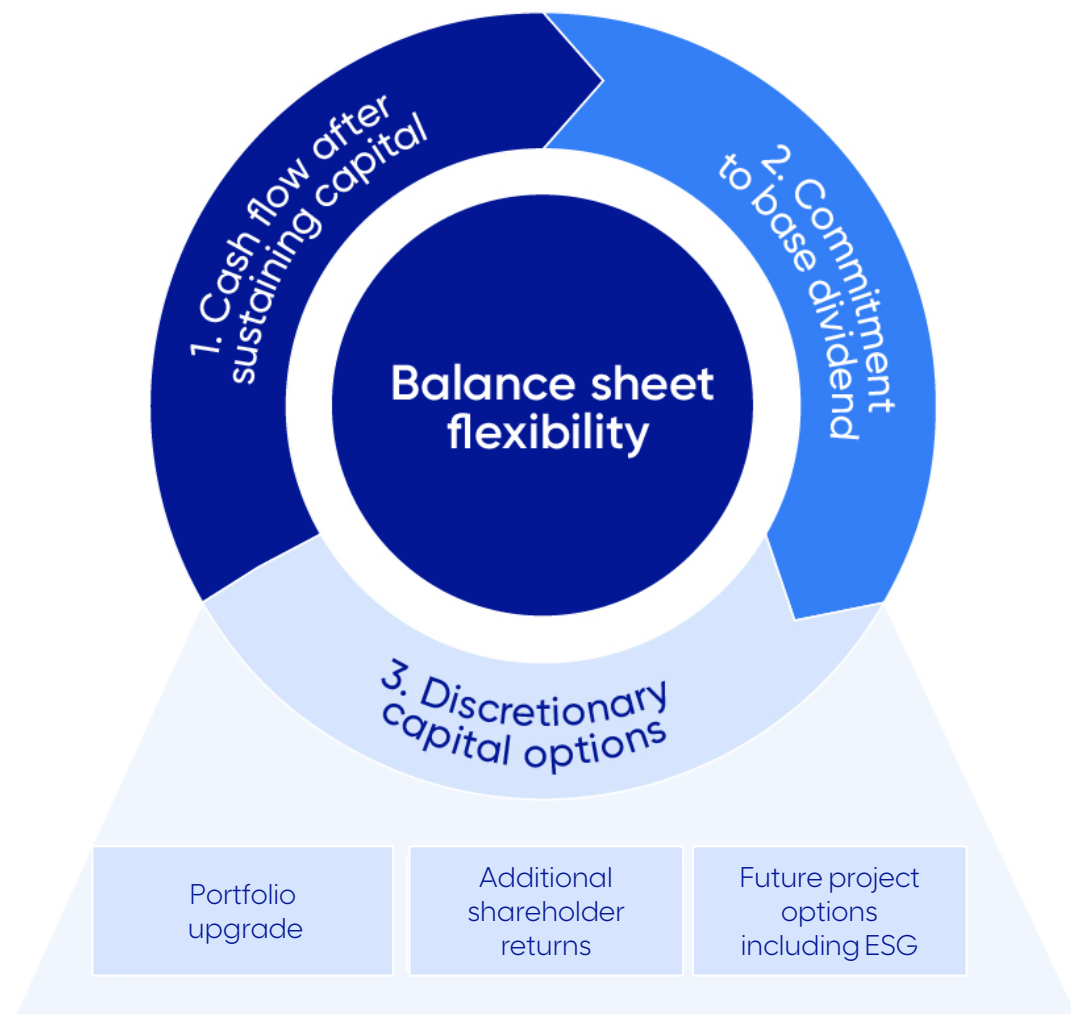 1. Cash flow after
sustaining capital
2. Commitment
to base dividend
Balance sheet
flexibility
3. Discretionary
capital options
Portfolio
upgrade
Additional
shareholder
returns
Future project
options
including ESG